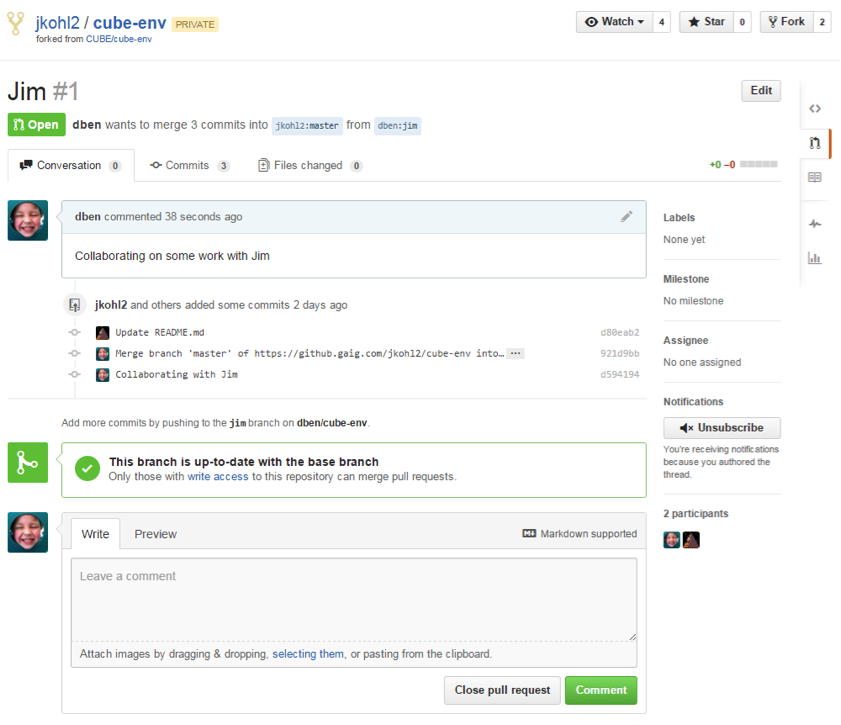 jkohl2 / cube-env PRIVATE
forked from CUBE/cube-env
Watch 4 Star 0 Fork 2
Jim #1
Edit
Open dben wants to merge 3 commits into jkohl2:master from dben:jim
Conversation 0 Commits 3 Files changed 0 +0 −0
dben commented 38 seconds ago
Collaborating on some work with Jim
jkohl2 and others added some commits 2 days ago
Update README.md d80eab2
Merge branch 'master' of https://github.gaig.com/jkohl2/cube-env into… ... 921d9bb
Collaborating with Jim d594194
Add more commits by pushing to the jim branch on dben/cube-env.
This branch is up-to-date with the base branch
Only those with write access to this repository can merge pull requests.
Write Preview Markdown supported
Leave a comment
Attach images by dragging & dropping, selecting them, or pasting from the clipboard.
Close pull request Comment
Labels
None yet
Milestone
No milestone
Assignee
No one assigned
Notifications
Unsubscribe
You're receiving notifications
because you authored the
thread.
2 participants